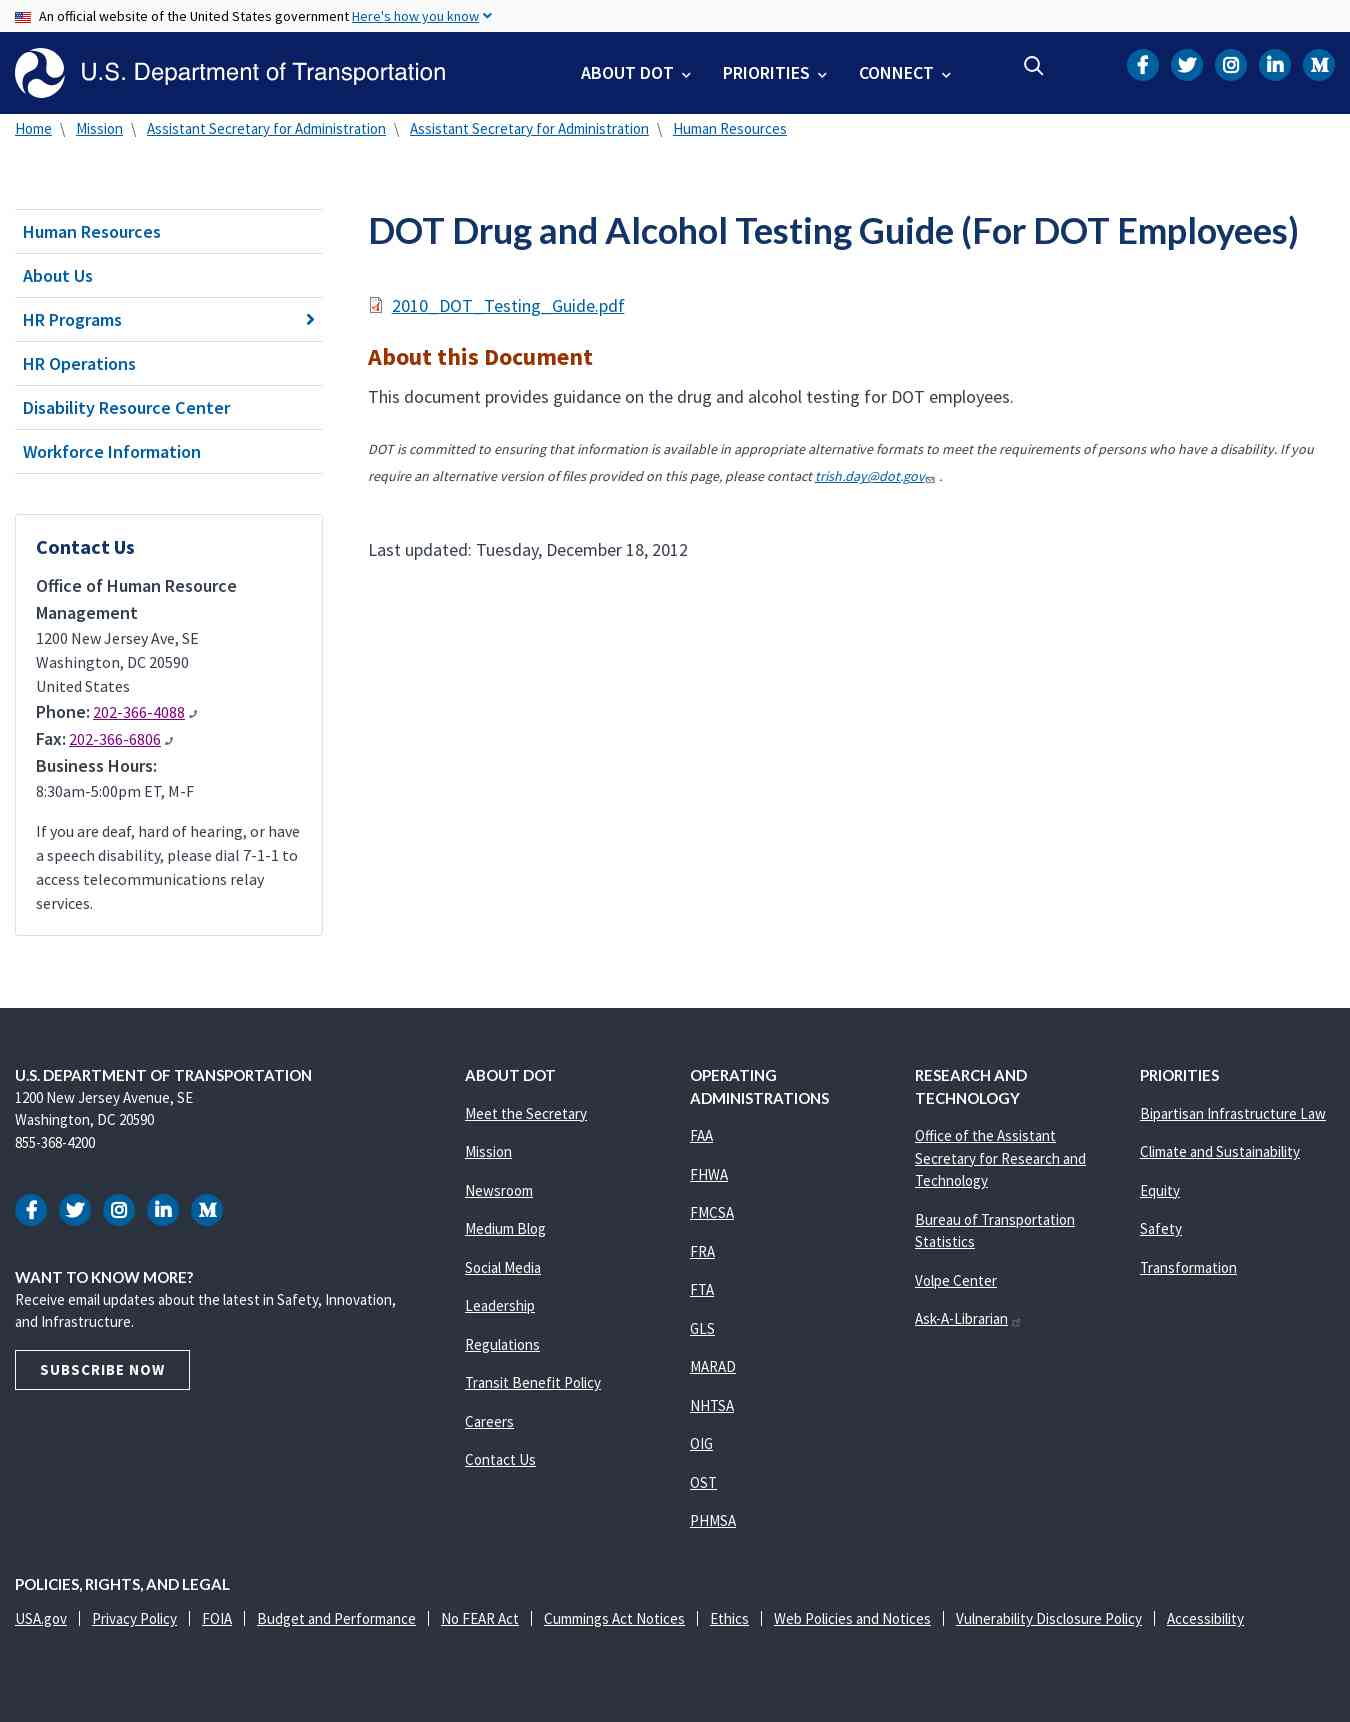 An official website of the United States government Here's how you know
U.S. Department of Transportation
ABOUT DOT
PRIORITIES
CONNECT
Home \ Mission \ Assistant Secretary for Administration \ Assistant Secretary for Administration \ Human Resources
Human Resources
About Us
HR Programs
HR Operations
Disability Resource Center
Workforce Information
Contact Us
Office of Human Resource
Management
1200 New Jersey Ave, SE
Washington, DC 20590
United States
Phone: 202-366-4088
Fax: 202-366-6806
Business Hours:
8:30am-5:00pm ET, M-F
If you are deaf, hard of hearing, or have
a speech disability, please dial 7-1-1 to
access telecommunications relay
services.
DOT Drug and Alcohol Testing Guide (For DOT Employees)
2010_DOT_Testing_Guide.pdf
About this Document
This document provides guidance on the drug and alcohol testing for DOT employees.
DOT is committed to ensuring that information is available in appropriate alternative formats to meet the requirements of persons who have a disability. If you
require an alternative version of files provided on this page, please contact trish.day@dot.gov .
Last updated: Tuesday, December 18, 2012
U.S. DEPARTMENT OF TRANSPORTATION
1200 New Jersey Avenue, SE
Washington, DC 20590
855-368-4200
WANT TO KNOW MORE?
Receive email updates about the latest in Safety, Innovation,
and Infrastructure.
SUBSCRIBE NOW
ABOUT DOT
Meet the Secretary
Mission
Newsroom
Medium Blog
Social Media
Leadership
Regulations
Transit Benefit Policy
Careers
Contact Us
OPERATING
ADMINISTRATIONS
FAA
FHWA
FMCSA
FRA
FTA
GLS
MARAD
NHTSA
OIG
OST
PHMSA
RESEARCH AND
TECHNOLOGY
Office of the Assistant
Secretary for Research and
Technology
Bureau of Transportation
Statistics
Volpe Center
Ask-A-Librarian
PRIORITIES
Bipartisan Infrastructure Law
Climate and Sustainability
Equity
Safety
Transformation
POLICIES, RIGHTS, AND LEGAL
USA.gov | Privacy Policy | FOIA | Budget and Performance | No FEAR Act | Cummings Act Notices | Ethics | Web Policies and Notices | Vulnerability Disclosure Policy | Accessibility